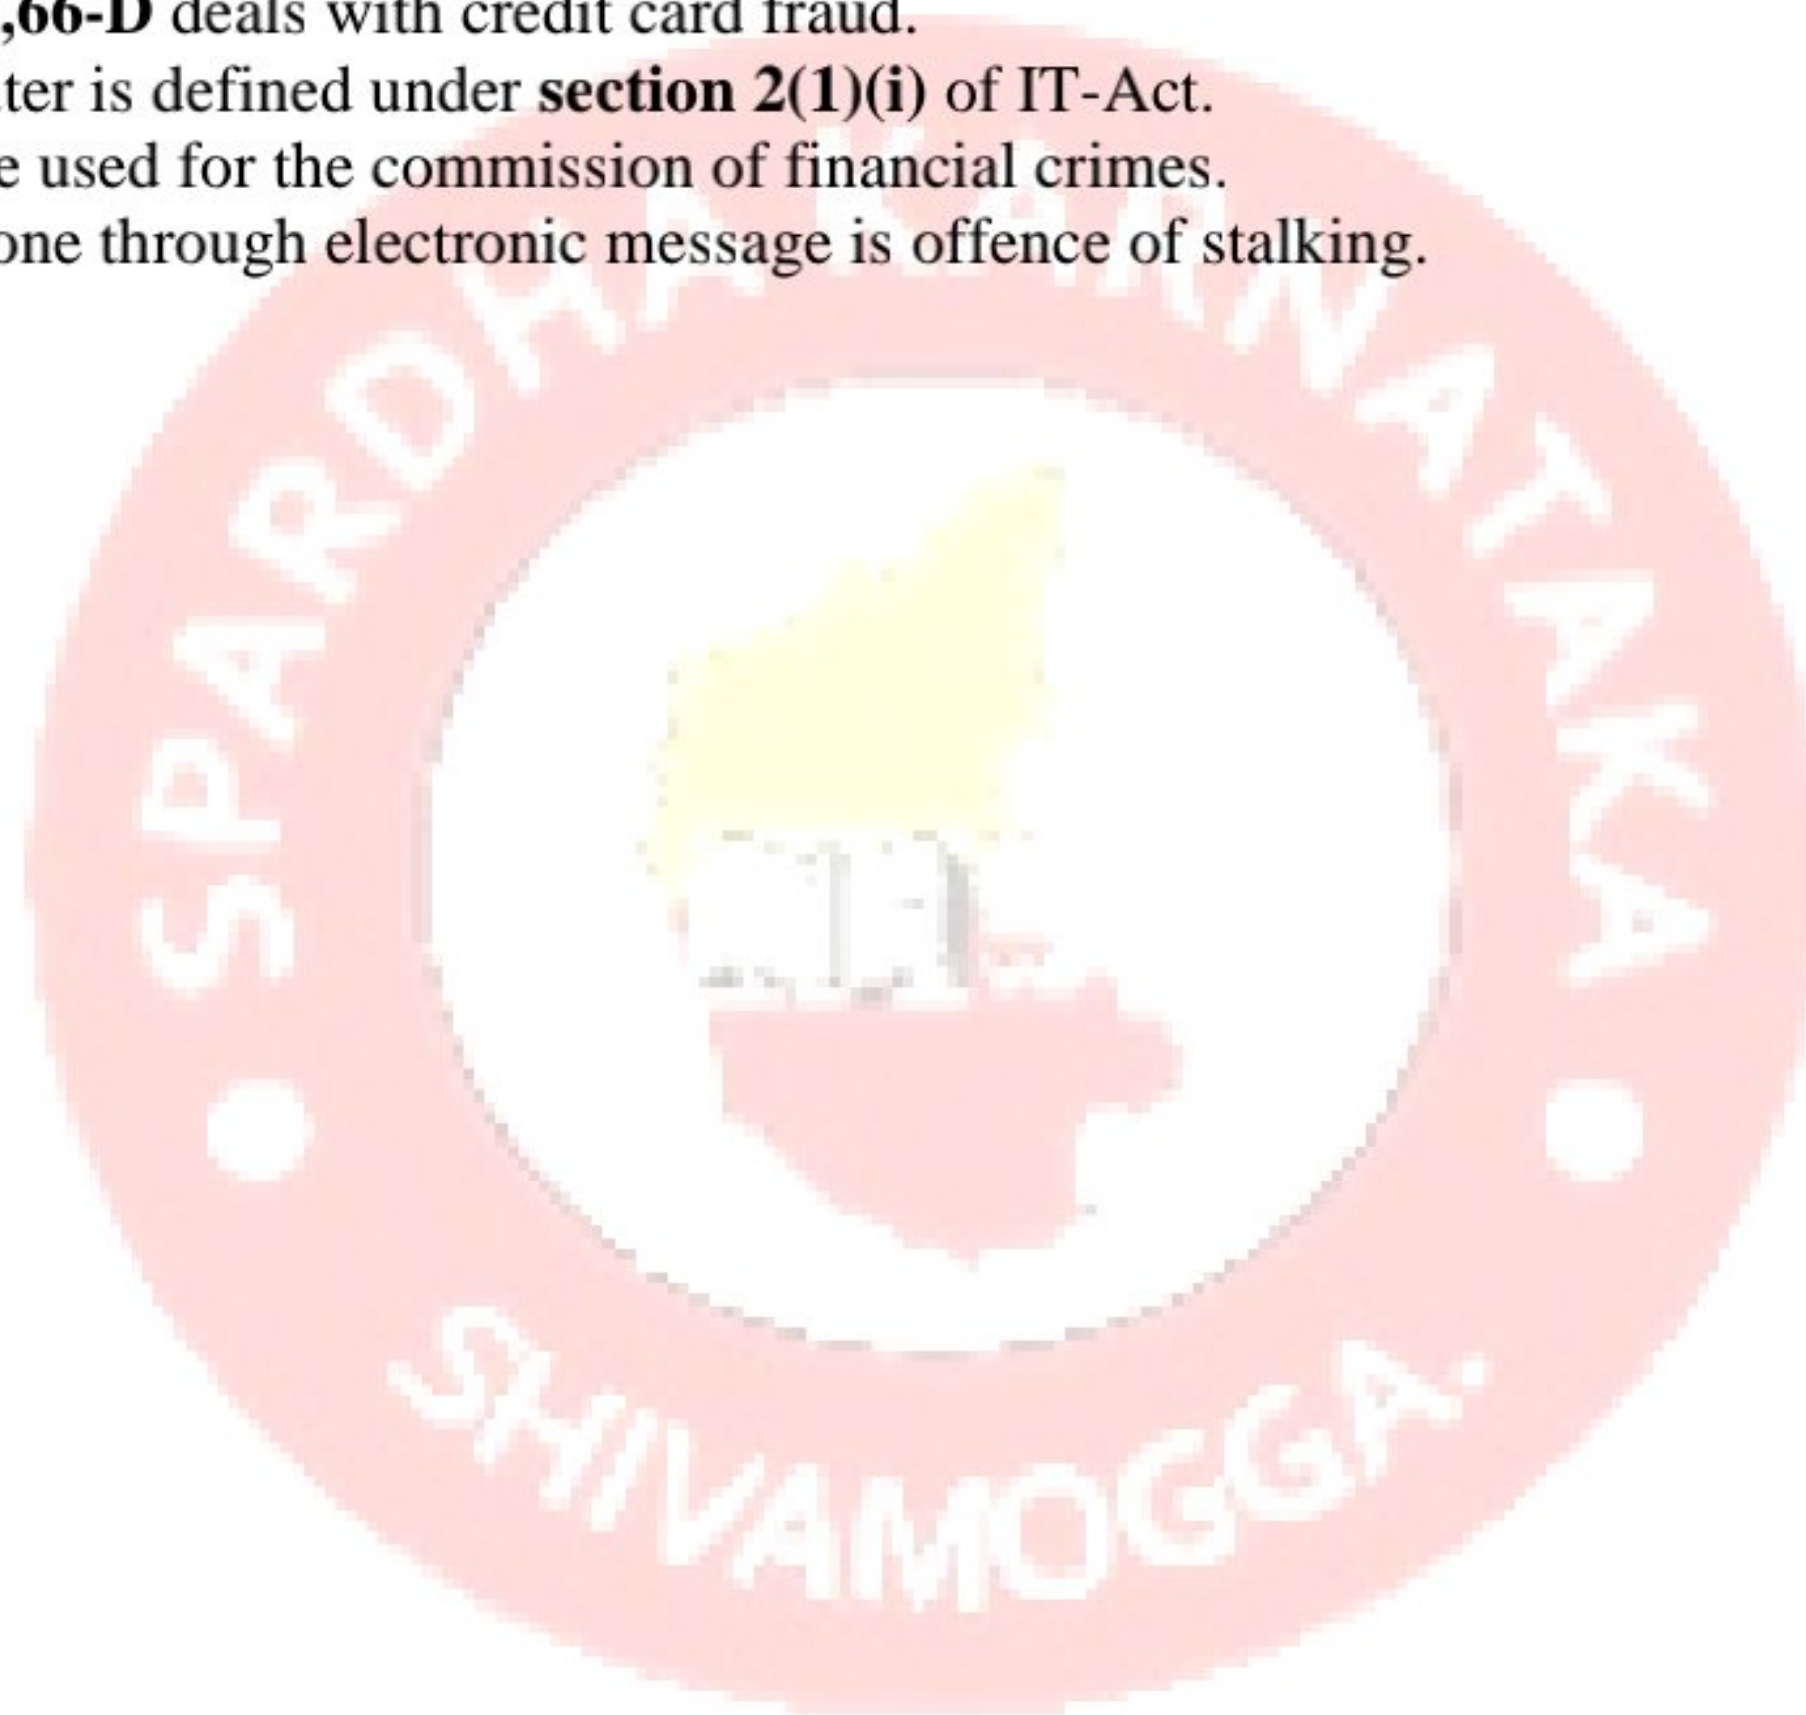 ,66-D deals with credit card fraud.
ter is defined under section 2(1)(i) of IT-Act.
e used for the commission of financial crimes.
one through electronic message is offence of stalking.
SPARDHA KARNATAKA
SHIVAMOGGA.